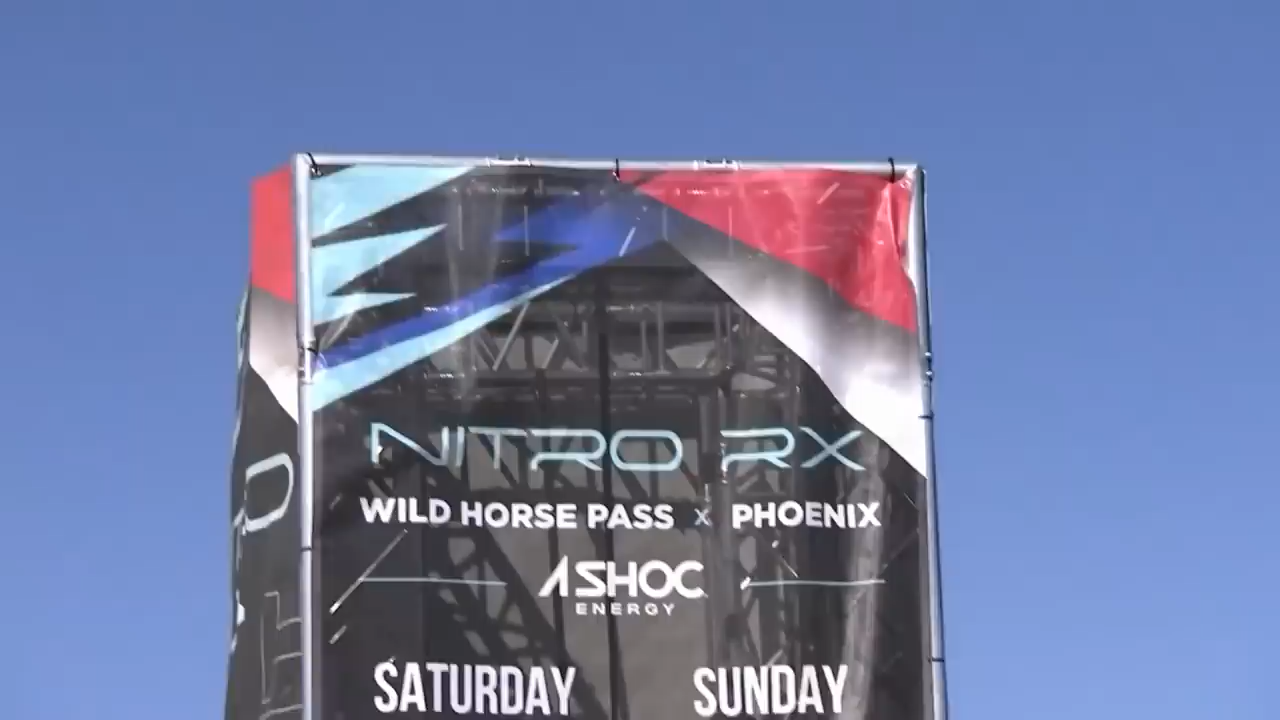 NITRO RX
WILD HORSE PASS X PHOENIX
ASHOC
ENERGY
SATURDAY SUNDAY